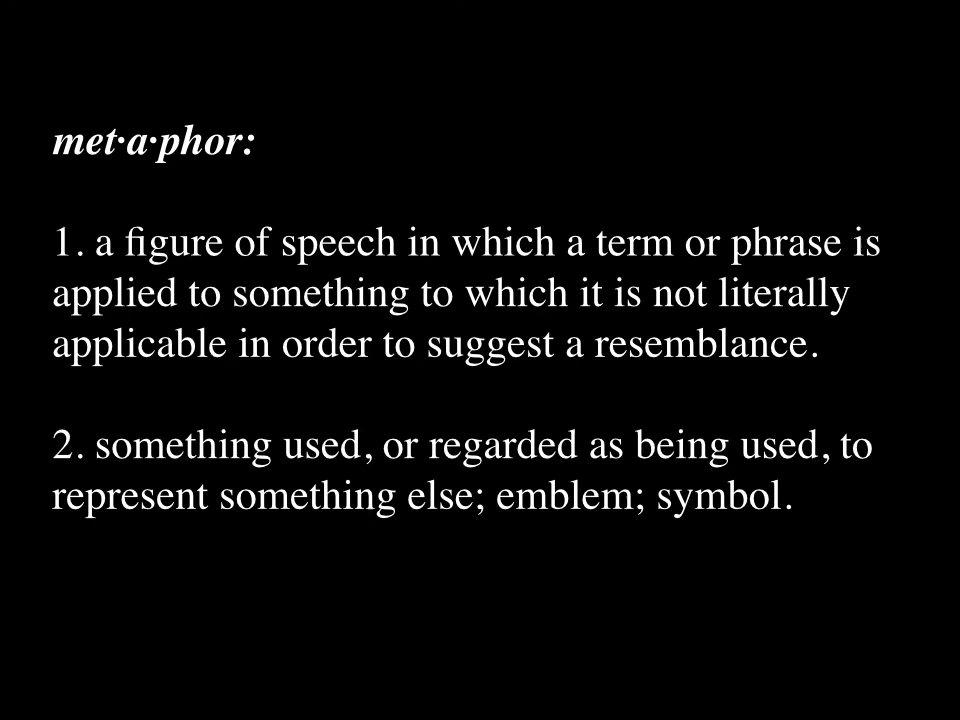 met·a·phor:
1. a figure of speech in which a term or phrase is
applied to something to which it is not literally
applicable in order to suggest a resemblance.
2. something used, or regarded as being used, to
represent something else; emblem; symbol.